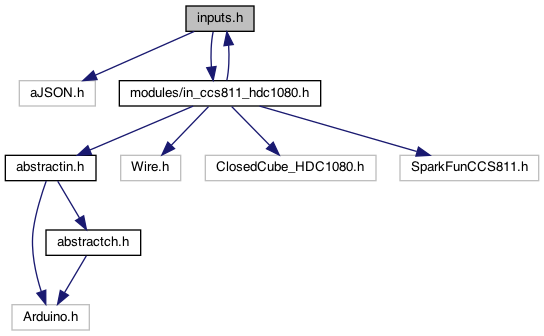 inputs.h
aJSON.h
modules/in_ccs811_hdc1080.h
abstractin.h
Wire.h
ClosedCube_HDC1080.h
SparkFunCCS811.h
abstractch.h
Arduino.h